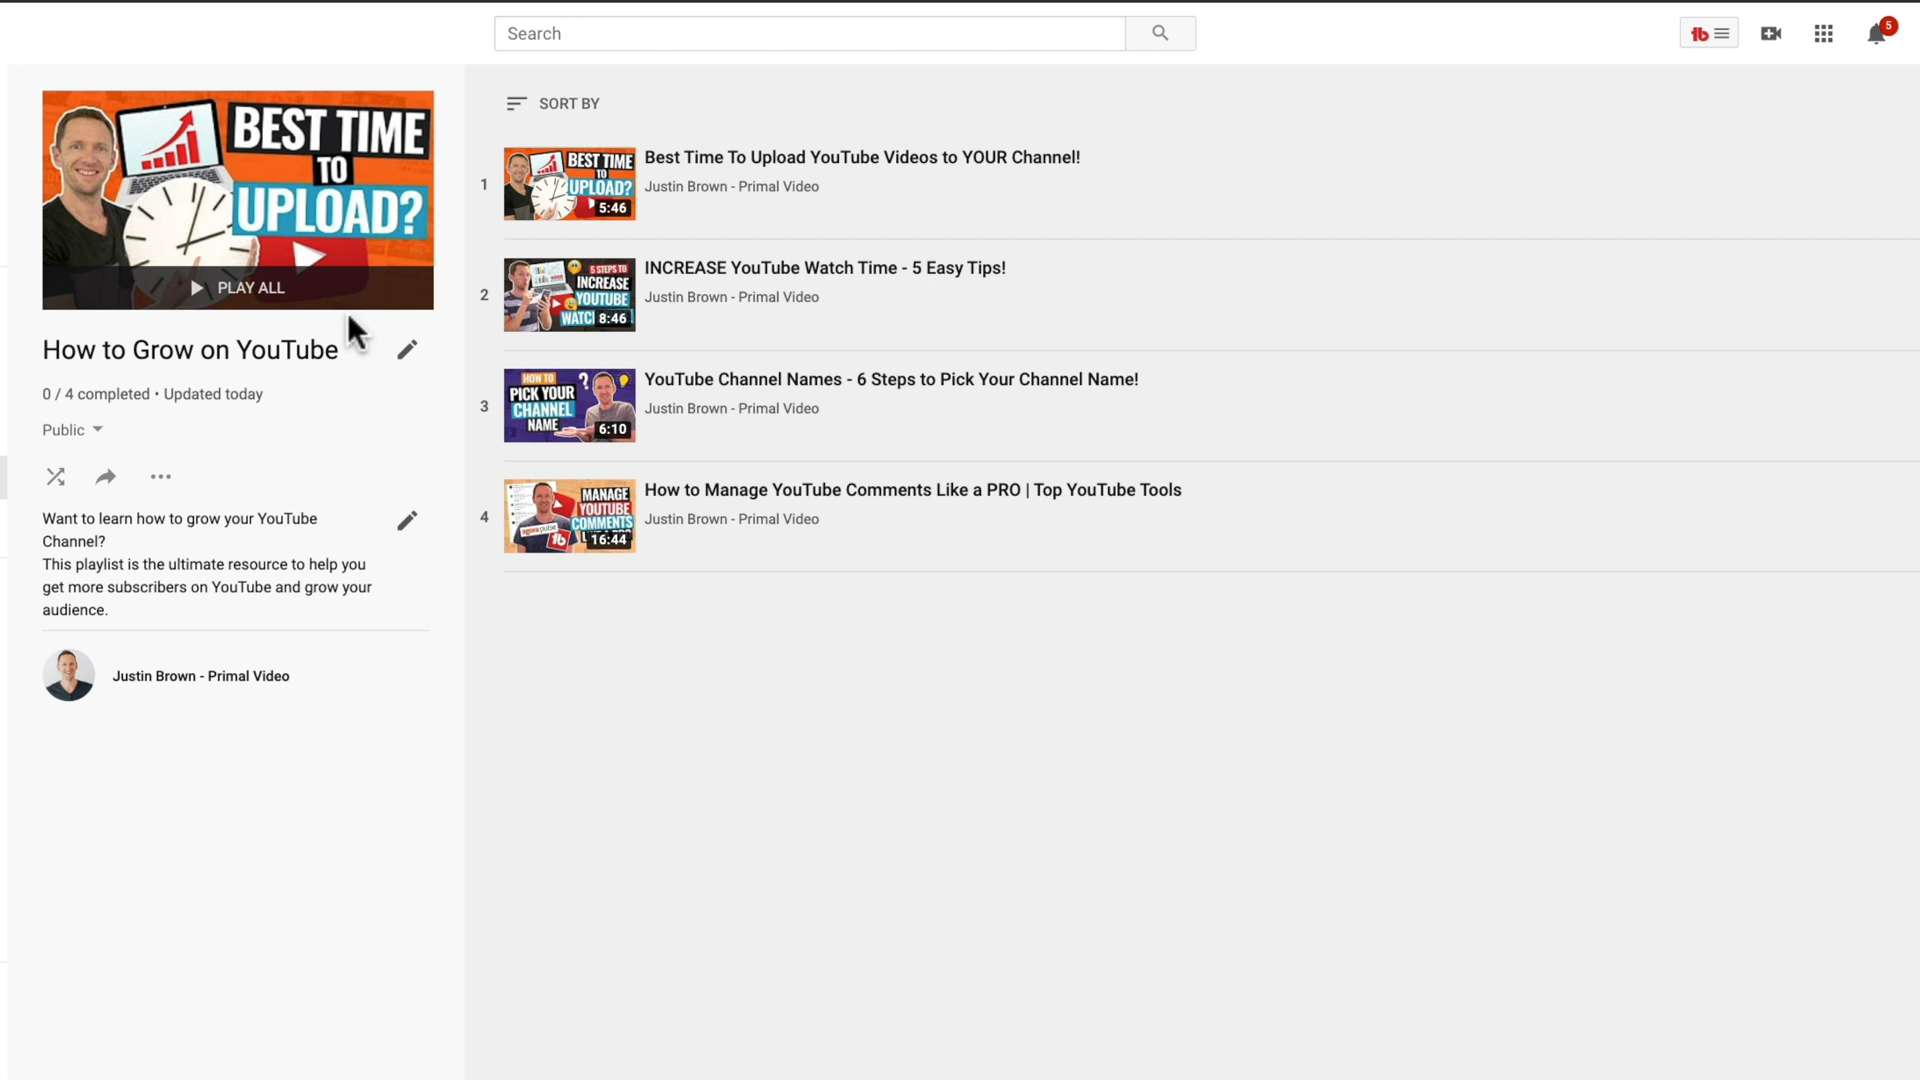 Search
5
BEST TIME
TO
UPLOAD?
PLAY ALL
How to Grow on YouTube
0 / 4 completed • Updated today
Public
Want to learn how to grow your YouTube
Channel?
This playlist is the ultimate resource to help you
get more subscribers on YouTube and grow your
audience.
Justin Brown - Primal Video
SORT BY
1
BEST TIME
TO
UPLOAD?
5:46
Best Time To Upload YouTube Videos to YOUR Channel!
Justin Brown - Primal Video
2
5 STEPS TO
INCREASE
YOUTUBE
WATC
8:46
INCREASE YouTube Watch Time - 5 Easy Tips!
Justin Brown - Primal Video
3
HOW TO
PICK YOUR
CHANNEL
NAME
?
6:10
YouTube Channel Names - 6 Steps to Pick Your Channel Name!
Justin Brown - Primal Video
4
MANAGE
YOUTUBE
COMMENTS
agorapulse
tb
16:44
How to Manage YouTube Comments Like a PRO | Top YouTube Tools
Justin Brown - Primal Video